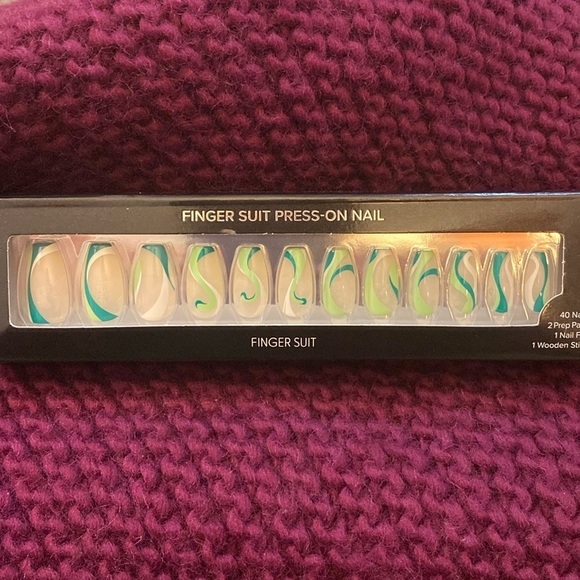 FINGER SUIT PRESS-ON NAIL
FINGER SUIT
40 Na
2 Prep Pa
1 Nail F
1 Wooden Sti